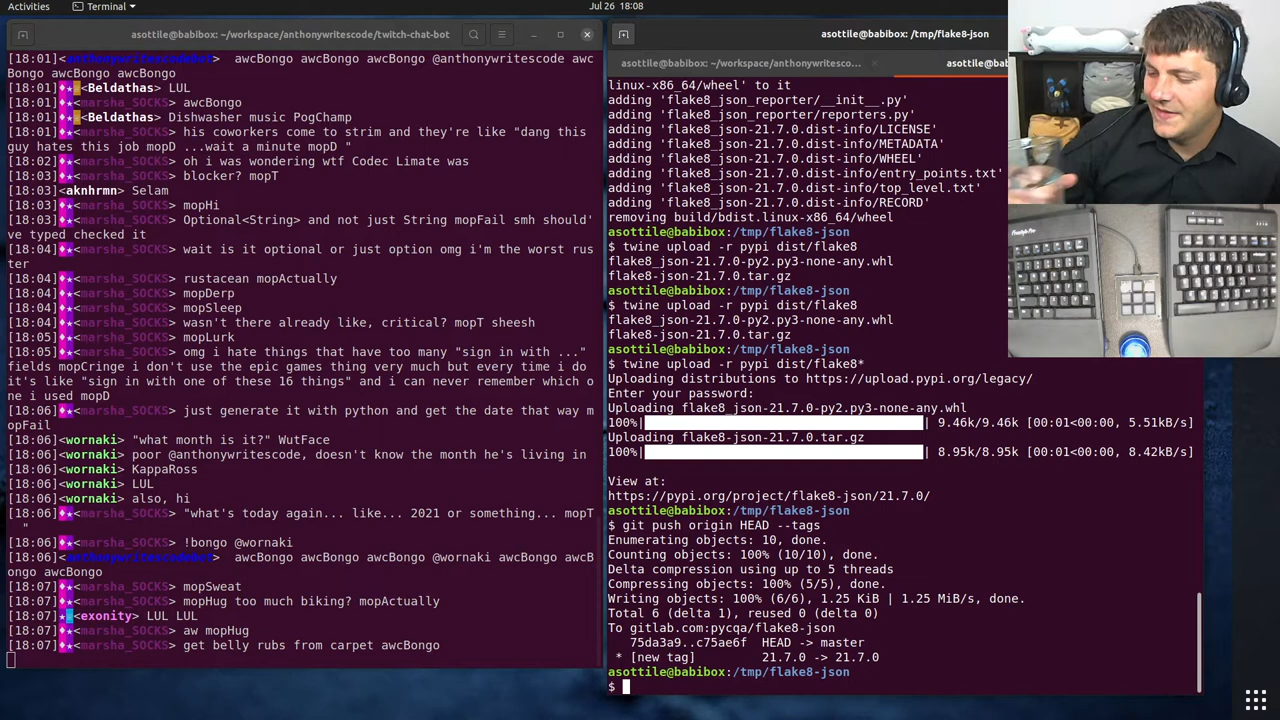 Activities
Terminal
Jul 26 18:08
asottile@babibox: ~/workspace/anthonywritescode/twitch-chat-bot
[18:01]<anthonywritescodebot> awcBongo awcBongo awcBongo @anthonywritescode awc
Bongo awcBongo awcBongo
[18:01]<Beldathas> LUL
[18:01]<marsha_SOCKS> awcBongo
[18:01]<Beldathas> Dishwasher music PogChamp
[18:01]<marsha_SOCKS> his coworkers come to strim and they're like "dang this
guy hates this job mopD ...wait a minute mopD "
[18:02]<marsha_SOCKS> oh i was wondering wtf Codec Limate was
[18:03]<marsha_SOCKS> blocker? mopT
[18:03]<aknhrmn> Selam
[18:03]<marsha_SOCKS> mopHi
[18:03]<marsha_SOCKS> Optional<String> and not just String mopFail smh should'
ve typed checked it
[18:04]<marsha_SOCKS> wait is it optional or just option omg i'm the worst rus
ter
[18:04]<marsha_SOCKS> rustacean mopActually
[18:04]<marsha_SOCKS> mopDerp
[18:04]<marsha_SOCKS> mopSleep
[18:04]<marsha_SOCKS> wasn't there already like, critical? mopT sheesh
[18:05]<marsha_SOCKS> mopLurk
[18:05]<marsha_SOCKS> omg i hate things that have too many "sign in with ..."
fields mopCringe i don't use the epic games thing very much but every time i do
it's like "sign in with one of these 16 things" and i can never remember which o
ne i used mopD
[18:06]<marsha_SOCKS> just generate it with python and get the date that way m
opFail
[18:06]<wornaki> "what month is it?" WutFace
[18:06]<wornaki> poor @anthonywritescode, doesn't know the month he's living in
[18:06]<wornaki> KappaRoss
[18:06]<wornaki> LUL
[18:06]<wornaki> also, hi
[18:06]<marsha_SOCKS> "what's today again... like... 2021 or something... mopT
"
[18:06]<marsha_SOCKS> !bongo @wornaki
[18:06]<anthonywritescodebot> awcBongo awcBongo awcBongo @wornaki awcBongo awcB
ongo awcBongo
[18:07]<marsha_SOCKS> mopSweat
[18:07]<marsha_SOCKS> mopHug too much biking? mopActually
[18:07]<exonity> LUL LUL
[18:07]<marsha_SOCKS> aw mopHug
[18:07]<marsha_SOCKS> get belly rubs from carpet awcBongo
asottile@babibox: /tmp/flake8-json
asottile@babibox: ~/workspace/anthonywritesco...
asottile@ba
linux-x86_64/wheel' to it
adding 'flake8_json_reporter/__init__.py'
adding 'flake8_json_reporter/reporters.py'
adding 'flake8_json-21.7.0.dist-info/LICENSE'
adding 'flake8_json-21.7.0.dist-info/METADATA'
adding 'flake8_json-21.7.0.dist-info/WHEEL'
adding 'flake8_json-21.7.0.dist-info/entry_points.txt'
adding 'flake8_json-21.7.0.dist-info/top_level.txt'
adding 'flake8_json-21.7.0.dist-info/RECORD'
removing build/bdist.linux-x86_64/wheel
asottile@babibox:/tmp/flake8-json
$ twine upload -r pypi dist/flake8
flake8_json-21.7.0-py2.py3-none-any.whl
flake8-json-21.7.0.tar.gz
asottile@babibox:/tmp/flake8-json
$ twine upload -r pypi dist/flake8
flake8_json-21.7.0-py2.py3-none-any.whl
flake8-json-21.7.0.tar.gz
asottile@babibox:/tmp/flake8-json
$ twine upload -r pypi dist/flake8*
Uploading distributions to https://upload.pypi.org/legacy/
Enter your password:
Uploading flake8_json-21.7.0-py2.py3-none-any.whl
100%| | 9.46k/9.46k [00:01<00:00, 5.51kB/s]
Uploading flake8-json-21.7.0.tar.gz
100%| | 8.95k/8.95k [00:01<00:00, 8.42kB/s]
View at:
https://pypi.org/project/flake8-json/21.7.0/
asottile@babibox:/tmp/flake8-json
$ git push origin HEAD --tags
Enumerating objects: 10, done.
Counting objects: 100% (10/10), done.
Delta compression using up to 5 threads
Compressing objects: 100% (5/5), done.
Writing objects: 100% (6/6), 1.25 KiB | 1.25 MiB/s, done.
Total 6 (delta 1), reused 0 (delta 0)
To gitlab.com:pycqa/flake8-json
75da3a9..c75ae6f HEAD -> master
* [new tag] 21.7.0 -> 21.7.0
asottile@babibox:/tmp/flake8-json
$